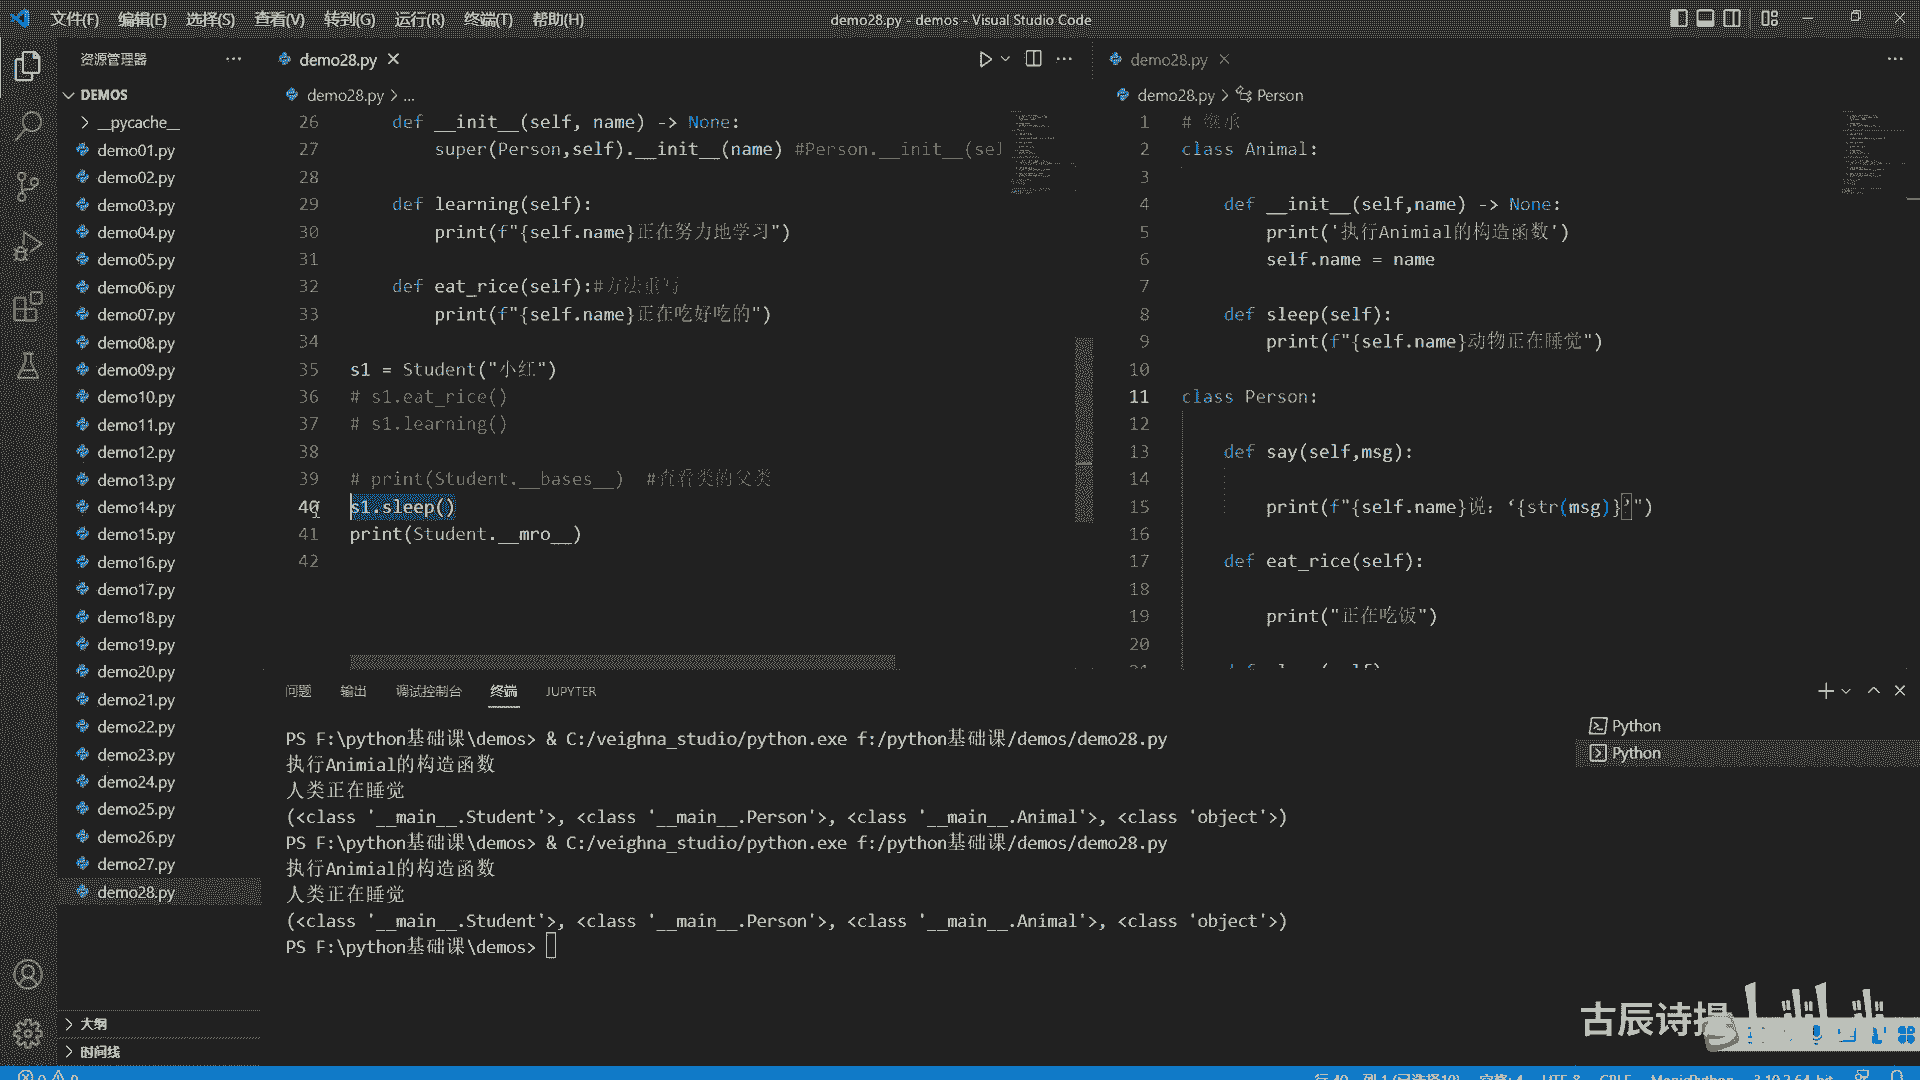 文件(F) 编辑(E) 选择(S) 查看(V) 转到(G) 运行(R) 终端(T) 帮助(H)
demo28.py - demos - Visual Studio Code
资源管理器
DEMOS
__pycache__
demo01.py
demo02.py
demo03.py
demo04.py
demo05.py
demo06.py
demo07.py
demo08.py
demo09.py
demo10.py
demo11.py
demo12.py
demo13.py
demo14.py
demo15.py
demo16.py
demo17.py
demo18.py
demo19.py
demo20.py
demo21.py
demo22.py
demo23.py
demo24.py
demo25.py
demo26.py
demo27.py
demo28.py
大纲
时间线
demo28.py
demo28.py > ...
26 def __init__(self, name) -> None:
27 super(Person,self).__init__(name) #Person.__init__(sel
28
29 def learning(self):
30 print(f"{self.name}正在努力地学习")
31
32 def eat_rice(self):#方法重写
33 print(f"{self.name}正在吃好吃的")
34
35 s1 = Student("小红")
36 # s1.eat_rice()
37 # s1.learning()
38
39 # print(Student.__bases__) #查看类的父类
40 s1.sleep()
41 print(Student.__mro__)
42
demo28.py
demo28.py > Person
1 # 继承
2 class Animal:
3
4 def __init__(self,name) -> None:
5 print('执行Animial的构造函数')
6 self.name = name
7
8 def sleep(self):
9 print(f"{self.name}动物正在睡觉")
10
11 class Person:
12
13 def say(self,msg):
14
15 print(f"{self.name}说：‘{str(msg)}’")
16
17 def eat_rice(self):
18
19 print("正在吃饭")
20
问题 输出 调试控制台 终端 JUPYTER
PS F:\python基础课\demos> & C:/veighna_studio/python.exe f:/python基础课/demos/demo28.py
执行Animial的构造函数
人类正在睡觉
(<class '__main__.Student'>, <class '__main__.Person'>, <class '__main__.Animal'>, <class 'object'>)
PS F:\python基础课\demos> & C:/veighna_studio/python.exe f:/python基础课/demos/demo28.py
执行Animial的构造函数
人类正在睡觉
(<class '__main__.Student'>, <class '__main__.Person'>, <class '__main__.Animal'>, <class 'object'>)
PS F:\python基础课\demos>
Python
Python
古辰诗提